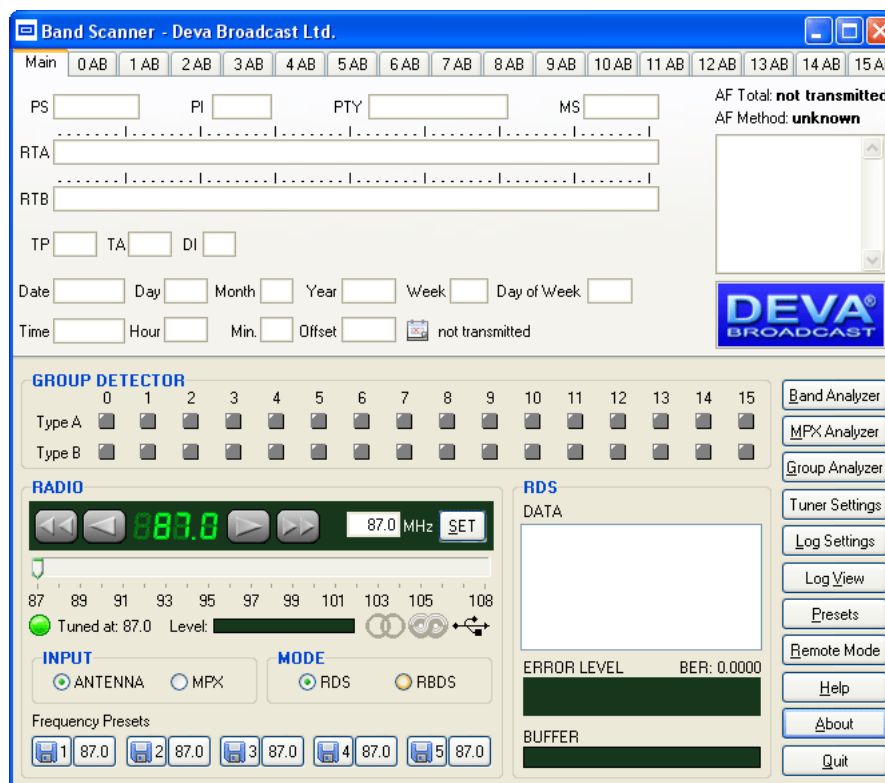 Band Scanner - Deva Broadcast Ltd.
Main 0 AB 1 AB 2 AB 3 AB 4 AB 5 AB 6 AB 7 AB 8 AB 9 AB 10 AB 11 AB 12 AB 13 AB 14 AB 15 A
PS PI PTY MS
AF Total: not transmitted
AF Method: unknown
RTA
RTB
TP TA DI
Date Day Month Year Week Day of Week
Time Hour Min. Offset not transmitted
DEVA®
BROADCAST
GROUP DETECTOR
0 1 2 3 4 5 6 7 8 9 10 11 12 13 14 15
Type A
Type B
Band Analyzer
MPX Analyzer
Group Analyzer
Tuner Settings
Log Settings
Log View
Presets
Remote Mode
Help
About
Quit
RADIO
87.0 87.0 MHz SET
87 89 91 93 95 97 99 101 103 105 108
Tuned at: 87.0 Level:
INPUT
ANTENNA MPX
MODE
RDS RBDS
Frequency Presets
1 87.0 2 87.0 3 87.0 4 87.0 5 87.0
RDS
DATA
ERROR LEVEL BER: 0.0000
BUFFER